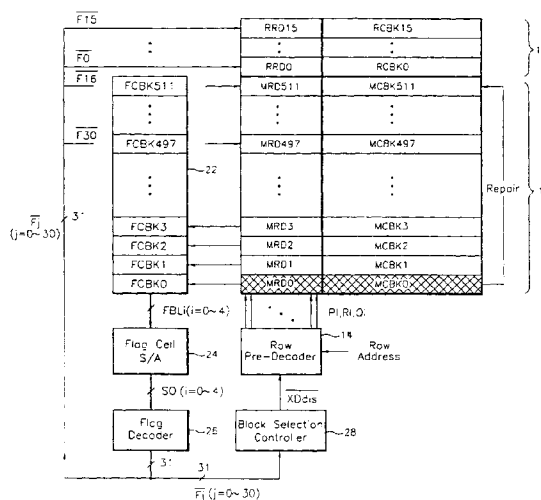 F15
RRD15 RCBK15
F0
RRD0 RCBK0
F16
FCBK511 MRD511 MCBK511
F30
FCBK497 MRD497 MCBK497
22
Repair
Fj
(j=0~30)
31
FCBK3 MRD3 MCBK3
FCBK2 MRD2 MCBK2
FCBK1 MRD1 MCBK1
FCBK0 MRD0 MCBK0
FBLi(i=0~4)
Pi,Ri,Qi
14
Flag Cell
S/A
24
Row
Pre-Decoder
Row
Address
SO (i=0~4)
XDdis
Flag
Decoder
26
Block Selection
Controller
28
31
31
Fj (j=0~30)